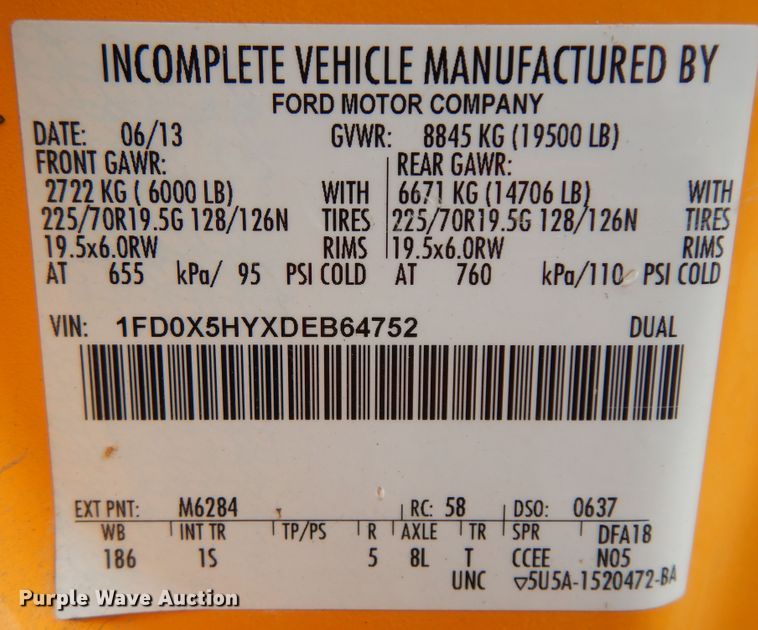 INCOMPLETE VEHICLE MANUFACTURED BY
FORD MOTOR COMPANY
DATE: 06/13 GVWR: 8845 KG (19500 LB)
FRONT GAWR: REAR GAWR:
2722 KG ( 6000 LB) WITH 6671 KG (14706 LB) WITH
225/70R19.5G 128/126N TIRES 225/70R19.5G 128/126N TIRES
19.5x6.0RW RIMS 19.5x6.0RW RIMS
AT 655 kPa/ 95 PSI COLD AT 760 kPa/110 PSI COLD
VIN: 1FD0X5HYXDEB64752 DUAL
EXT PNT: M6284 RC: 58 DSO: 0637
WB INT TR TP/PS R AXLE TR SPR DFA18
186 1S 5 8L T CCEE N05
UNC ▽5U5A-1520472-BA
Purple Wave Auction